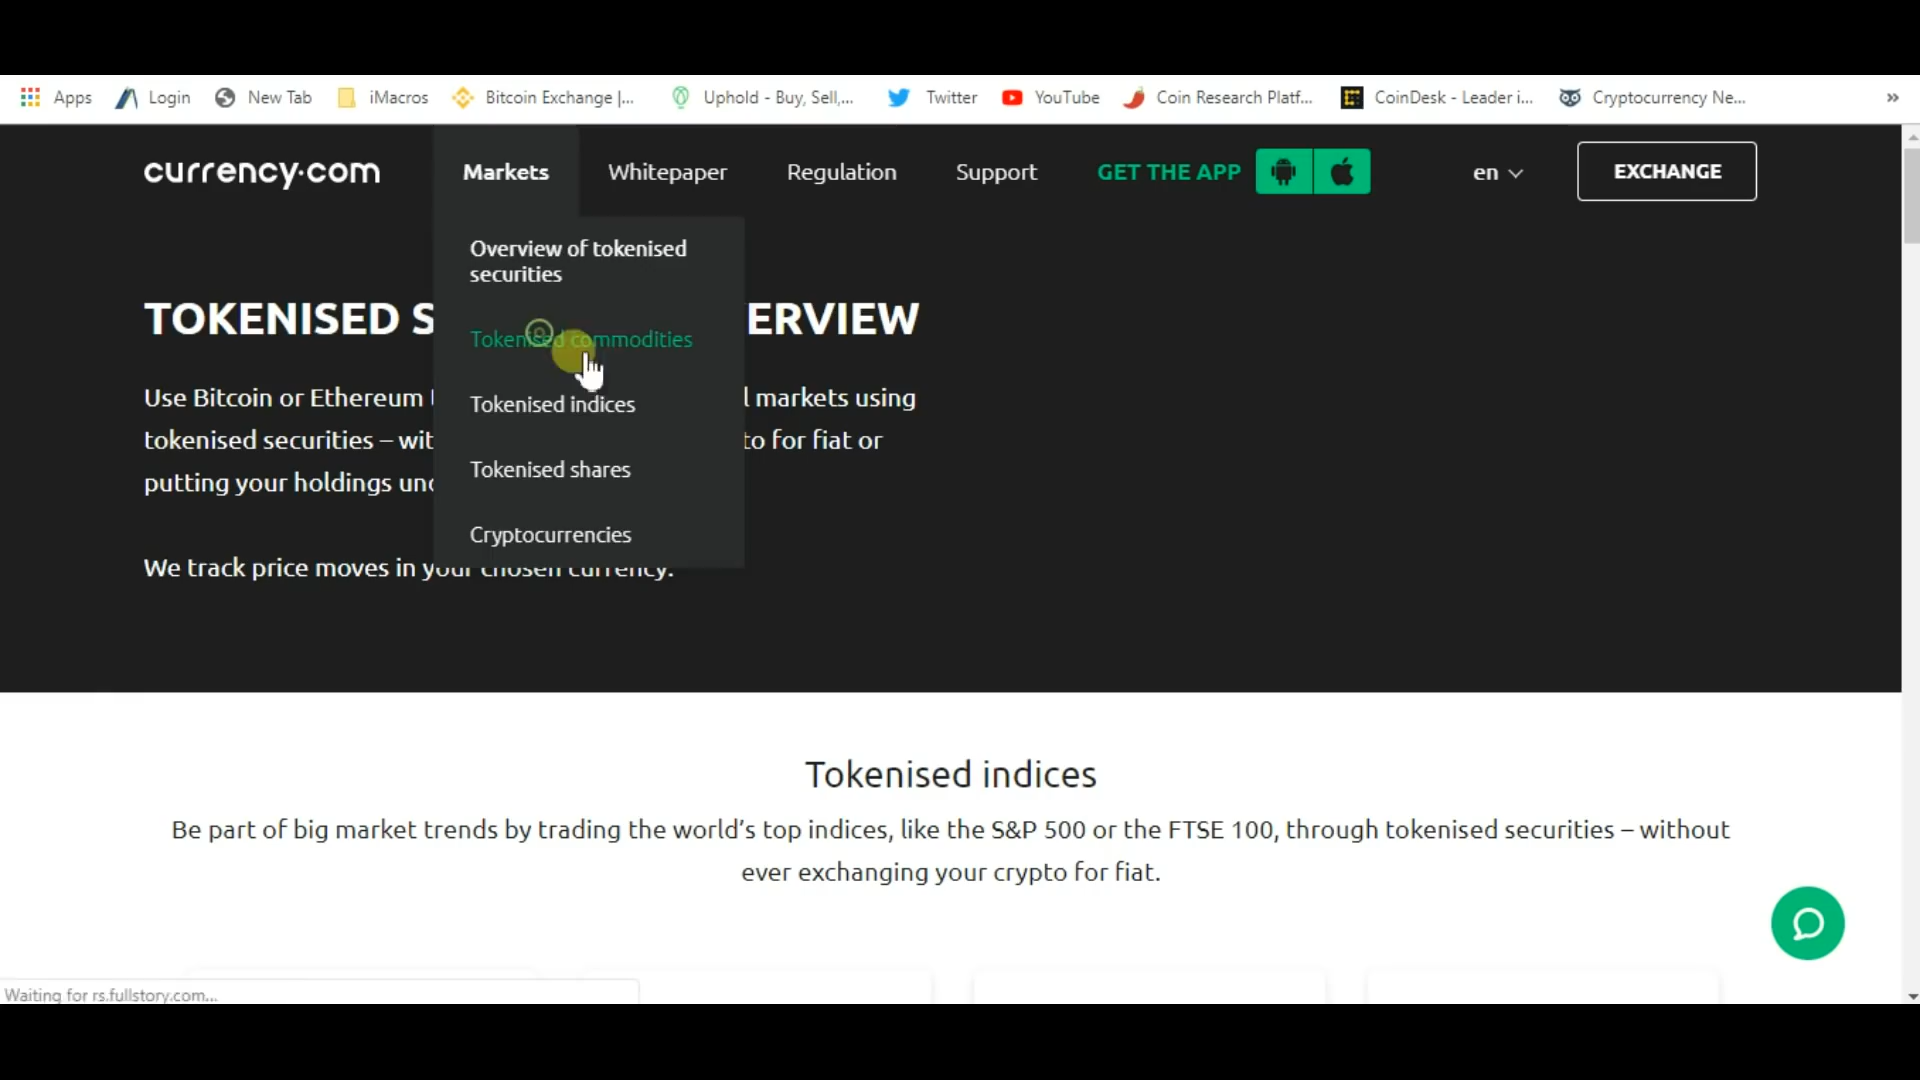 Apps Login New Tab iMacros Bitcoin Exchange |... Uphold - Buy, Sell,... Twitter YouTube Coin Research Platf... CoinDesk - Leader i... Cryptocurrency Ne... »
currency.com Markets Whitepaper Regulation Support GET THE APP en EXCHANGE
Overview of tokenised
securities
Tokenised commodities
Tokenised indices
Tokenised shares
Cryptocurrencies
TOKENISED S ERVIEW
Use Bitcoin or Ethereum l markets using
tokenised securities – wit to for fiat or
putting your holdings
We track price moves in your chosen currency.
Tokenised indices
Be part of big market trends by trading the world's top indices, like the S&P 500 or the FTSE 100, through tokenised securities – without
ever exchanging your crypto for fiat.
Waiting for rs.fullstory.com...